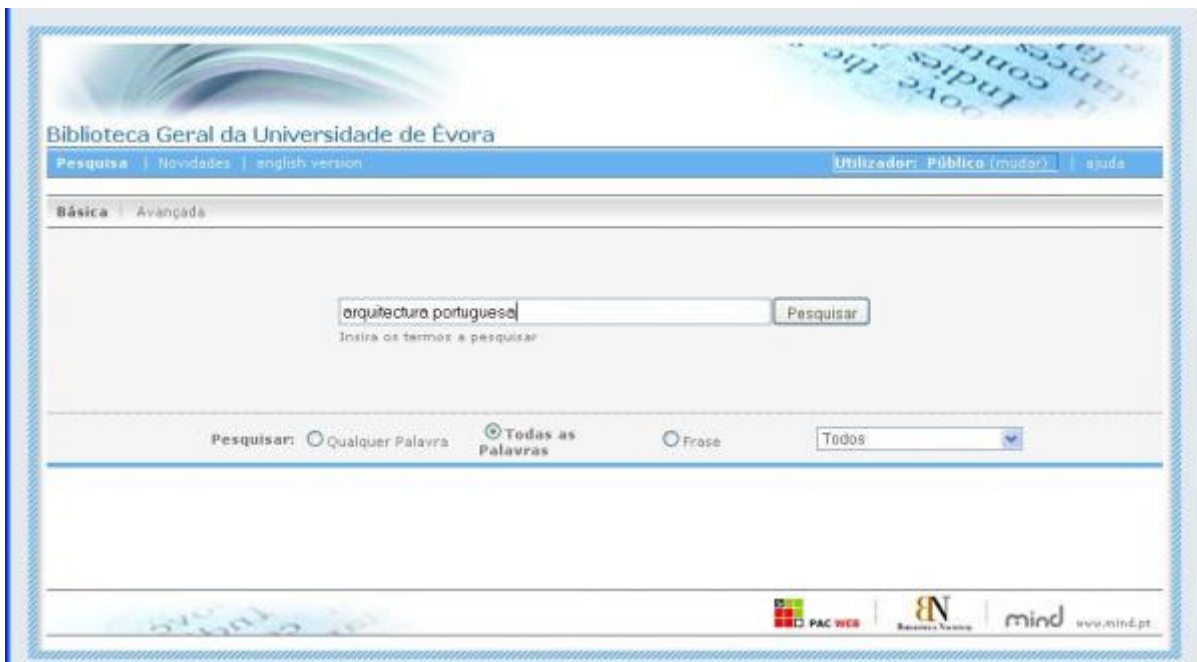 Biblioteca Geral da Universidade de Évora
Pesquisa | Novidades | english version
Utilizador: Público (mudar) | ajuda
Básica | Avançada
arquitectura portuguesa
Pesquisar
Insira os termos a pesquisar
Pesquisar: Qualquer Palavra
Todas as
Palavras
Frase
Todos
PAC WEB
BN
Biblioteca Nacional
mind www.mind.pt